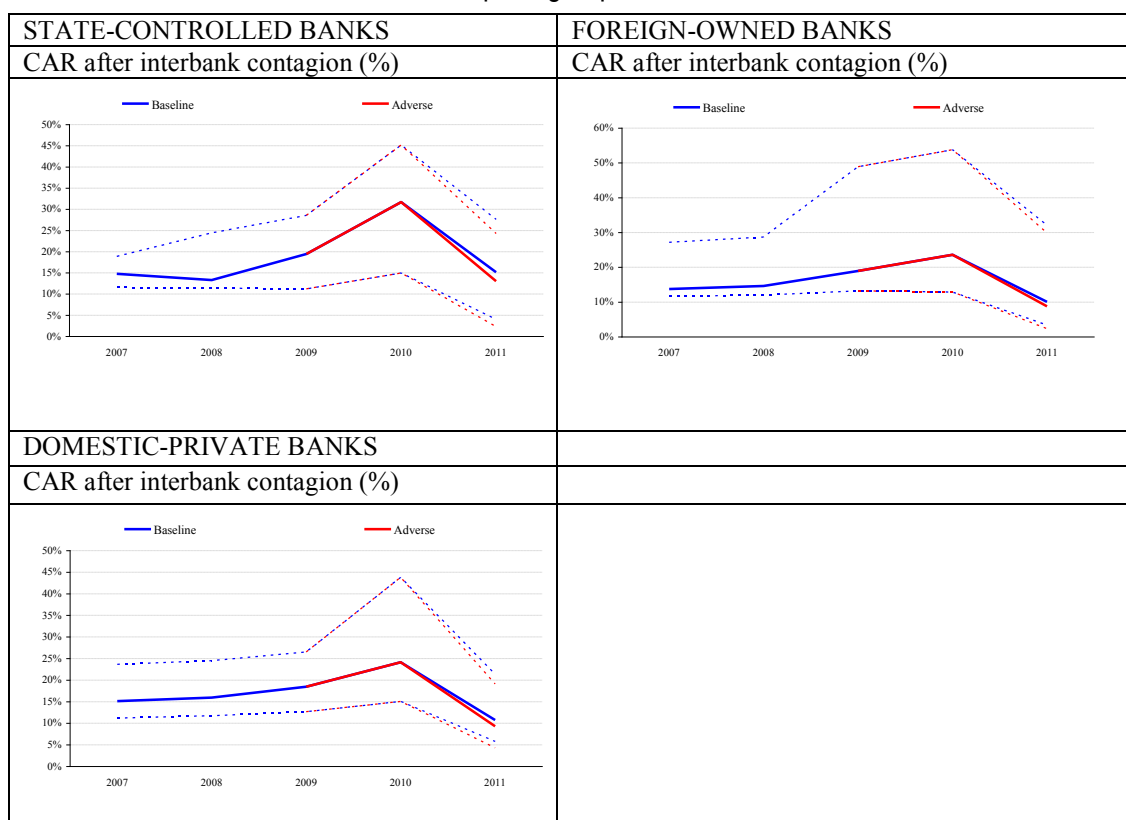 STATE-CONTROLLED BANKS
FOREIGN-OWNED BANKS
CAR after interbank contagion (%)
CAR after interbank contagion (%)
Baseline
Adverse
50%
45%
40%
35%
30%
25%
20%
15%
10%
5%
0%
2007 2008 2009 2010 2011
Baseline
Adverse
60%
50%
40%
30%
20%
10%
0%
2007 2008 2009 2010 2011
DOMESTIC-PRIVATE BANKS
CAR after interbank contagion (%)
Baseline
Adverse
50%
45%
40%
35%
30%
25%
20%
15%
10%
5%
0%
2007 2008 2009 2010 2011